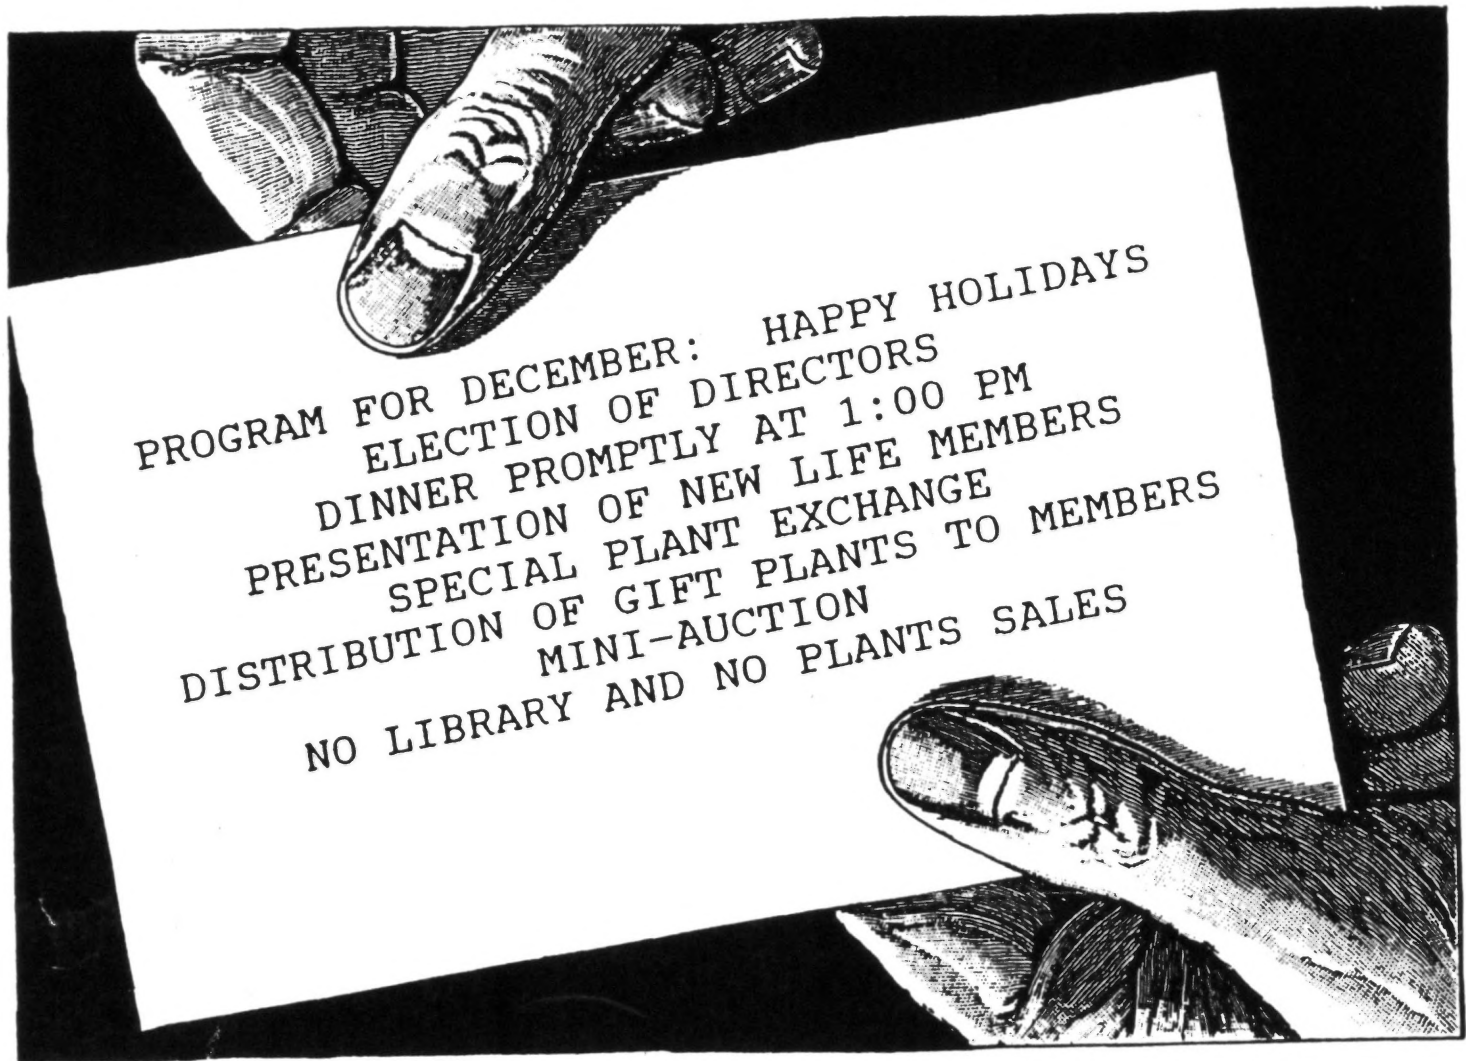 PROGRAM FOR DECEMBER: HAPPY HOLIDAYS
ELECTION OF DIRECTORS
DINNER PROMPTLY AT 1:00 PM
PRESENTATION OF NEW LIFE MEMBERS
SPECIAL PLANT EXCHANGE
DISTRIBUTION OF GIFT PLANTS TO MEMBERS
MINI-AUCTION
NO LIBRARY AND NO PLANTS SALES